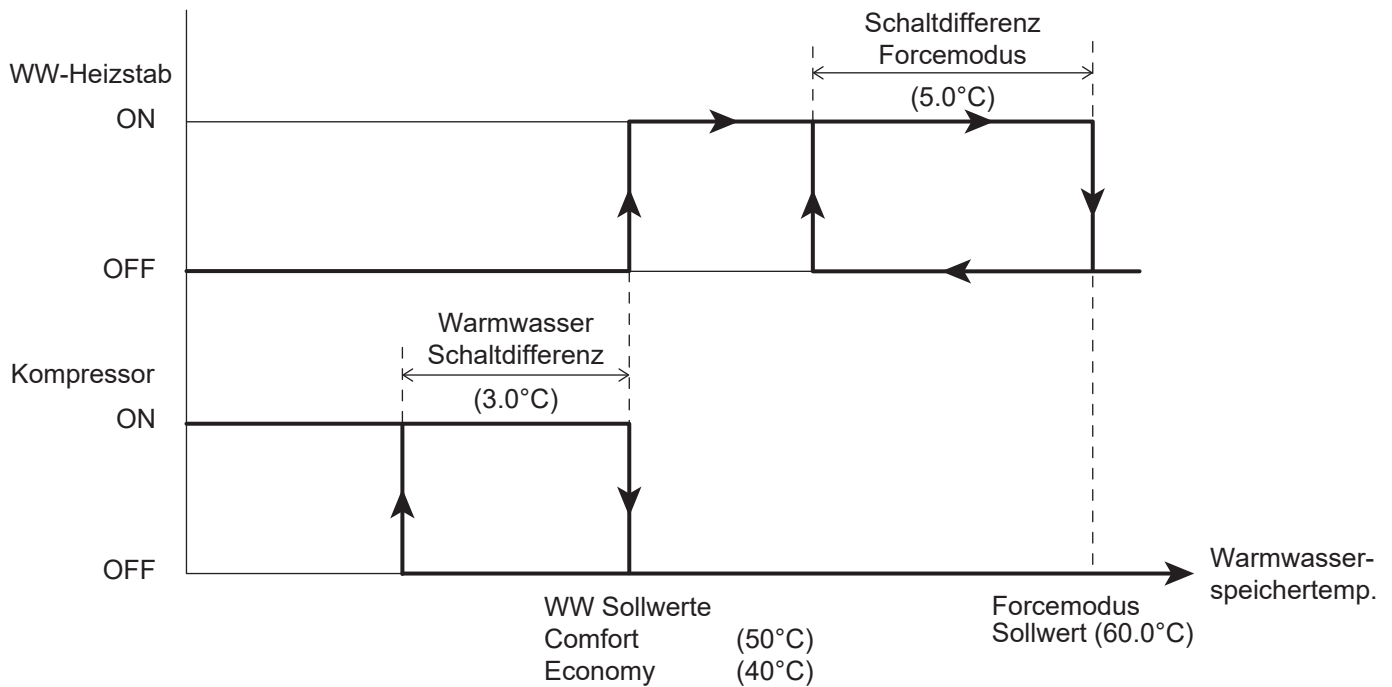 Schaltdifferenz
Forcemodus
(5.0°C)
WW-Heizstab
ON
OFF
Warmwasser
Schaltdifferenz
(3.0°C)
Kompressor
ON
OFF
Warmwasser-
speichertemp.
WW Sollwerte
Comfort (50°C)
Economy (40°C)
Forcemodus
Sollwert (60.0°C)